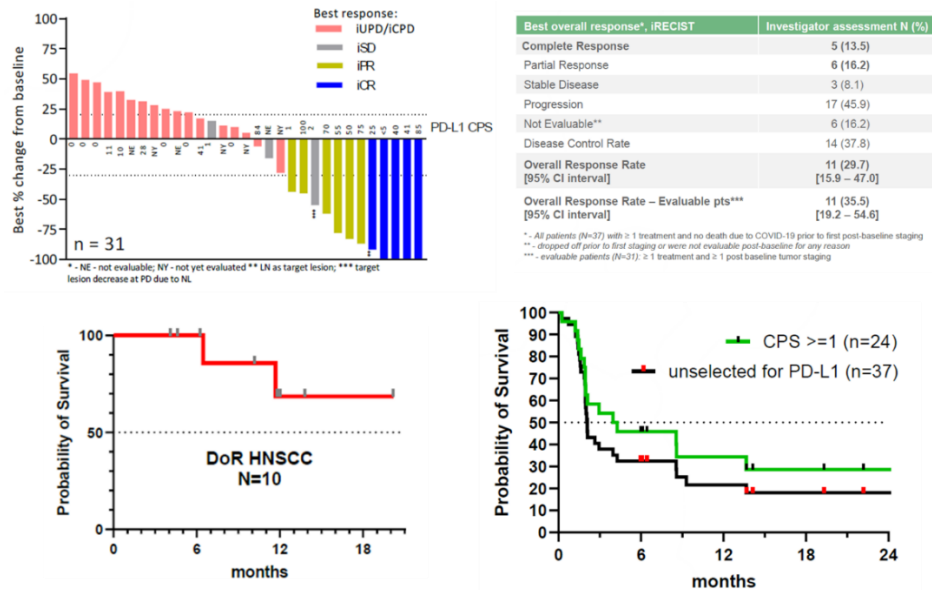 Best response:
iUPD/iCPD
iSD
iPR
iCR
Best % change from baseline
100
75
50
25
0
-25
-50
-75
-100
PD-L1 CPS
0 0 0 11 10 NE 28 NY 0 NE 0 41 1 NY 0 NY 84 NE NY 1 100 2 70 55 50 75 25 <5 40 41 85
***
**
n = 31
* - NE - not evaluable; NY - not yet evaluated ** LN as target lesion; *** target
lesion decrease at PD due to NL
Best overall response*, iRECIST Investigator assessment N (%)
Complete Response 5 (13.5)
Partial Response 6 (16.2)
Stable Disease 3 (8.1)
Progression 17 (45.9)
Not Evaluable** 6 (16.2)
Disease Control Rate 14 (37.8)
Overall Response Rate 11 (29.7)
[95% CI interval] [15.9 – 47.0]
Overall Response Rate – Evaluable pts*** 11 (35.5)
[95% CI interval] [19.2 – 54.6]
* - All patients (N=37) with ≥ 1 treatment and no death due to COVID-19 prior to first post-baseline staging
** - dropped off prior to first staging or were not evaluable post-baseline for any reason
*** - evaluable patients (N=31): ≥ 1 treatment and ≥ 1 post baseline tumor staging
Probability of Survival
100
50
0
DoR HNSCC
N=10
0 6 12 18
months
Probability of Survival
100
90
80
70
60
50
40
30
20
10
0
CPS >=1 (n=24)
unselected for PD-L1 (n=37)
0 6 12 18 24
months